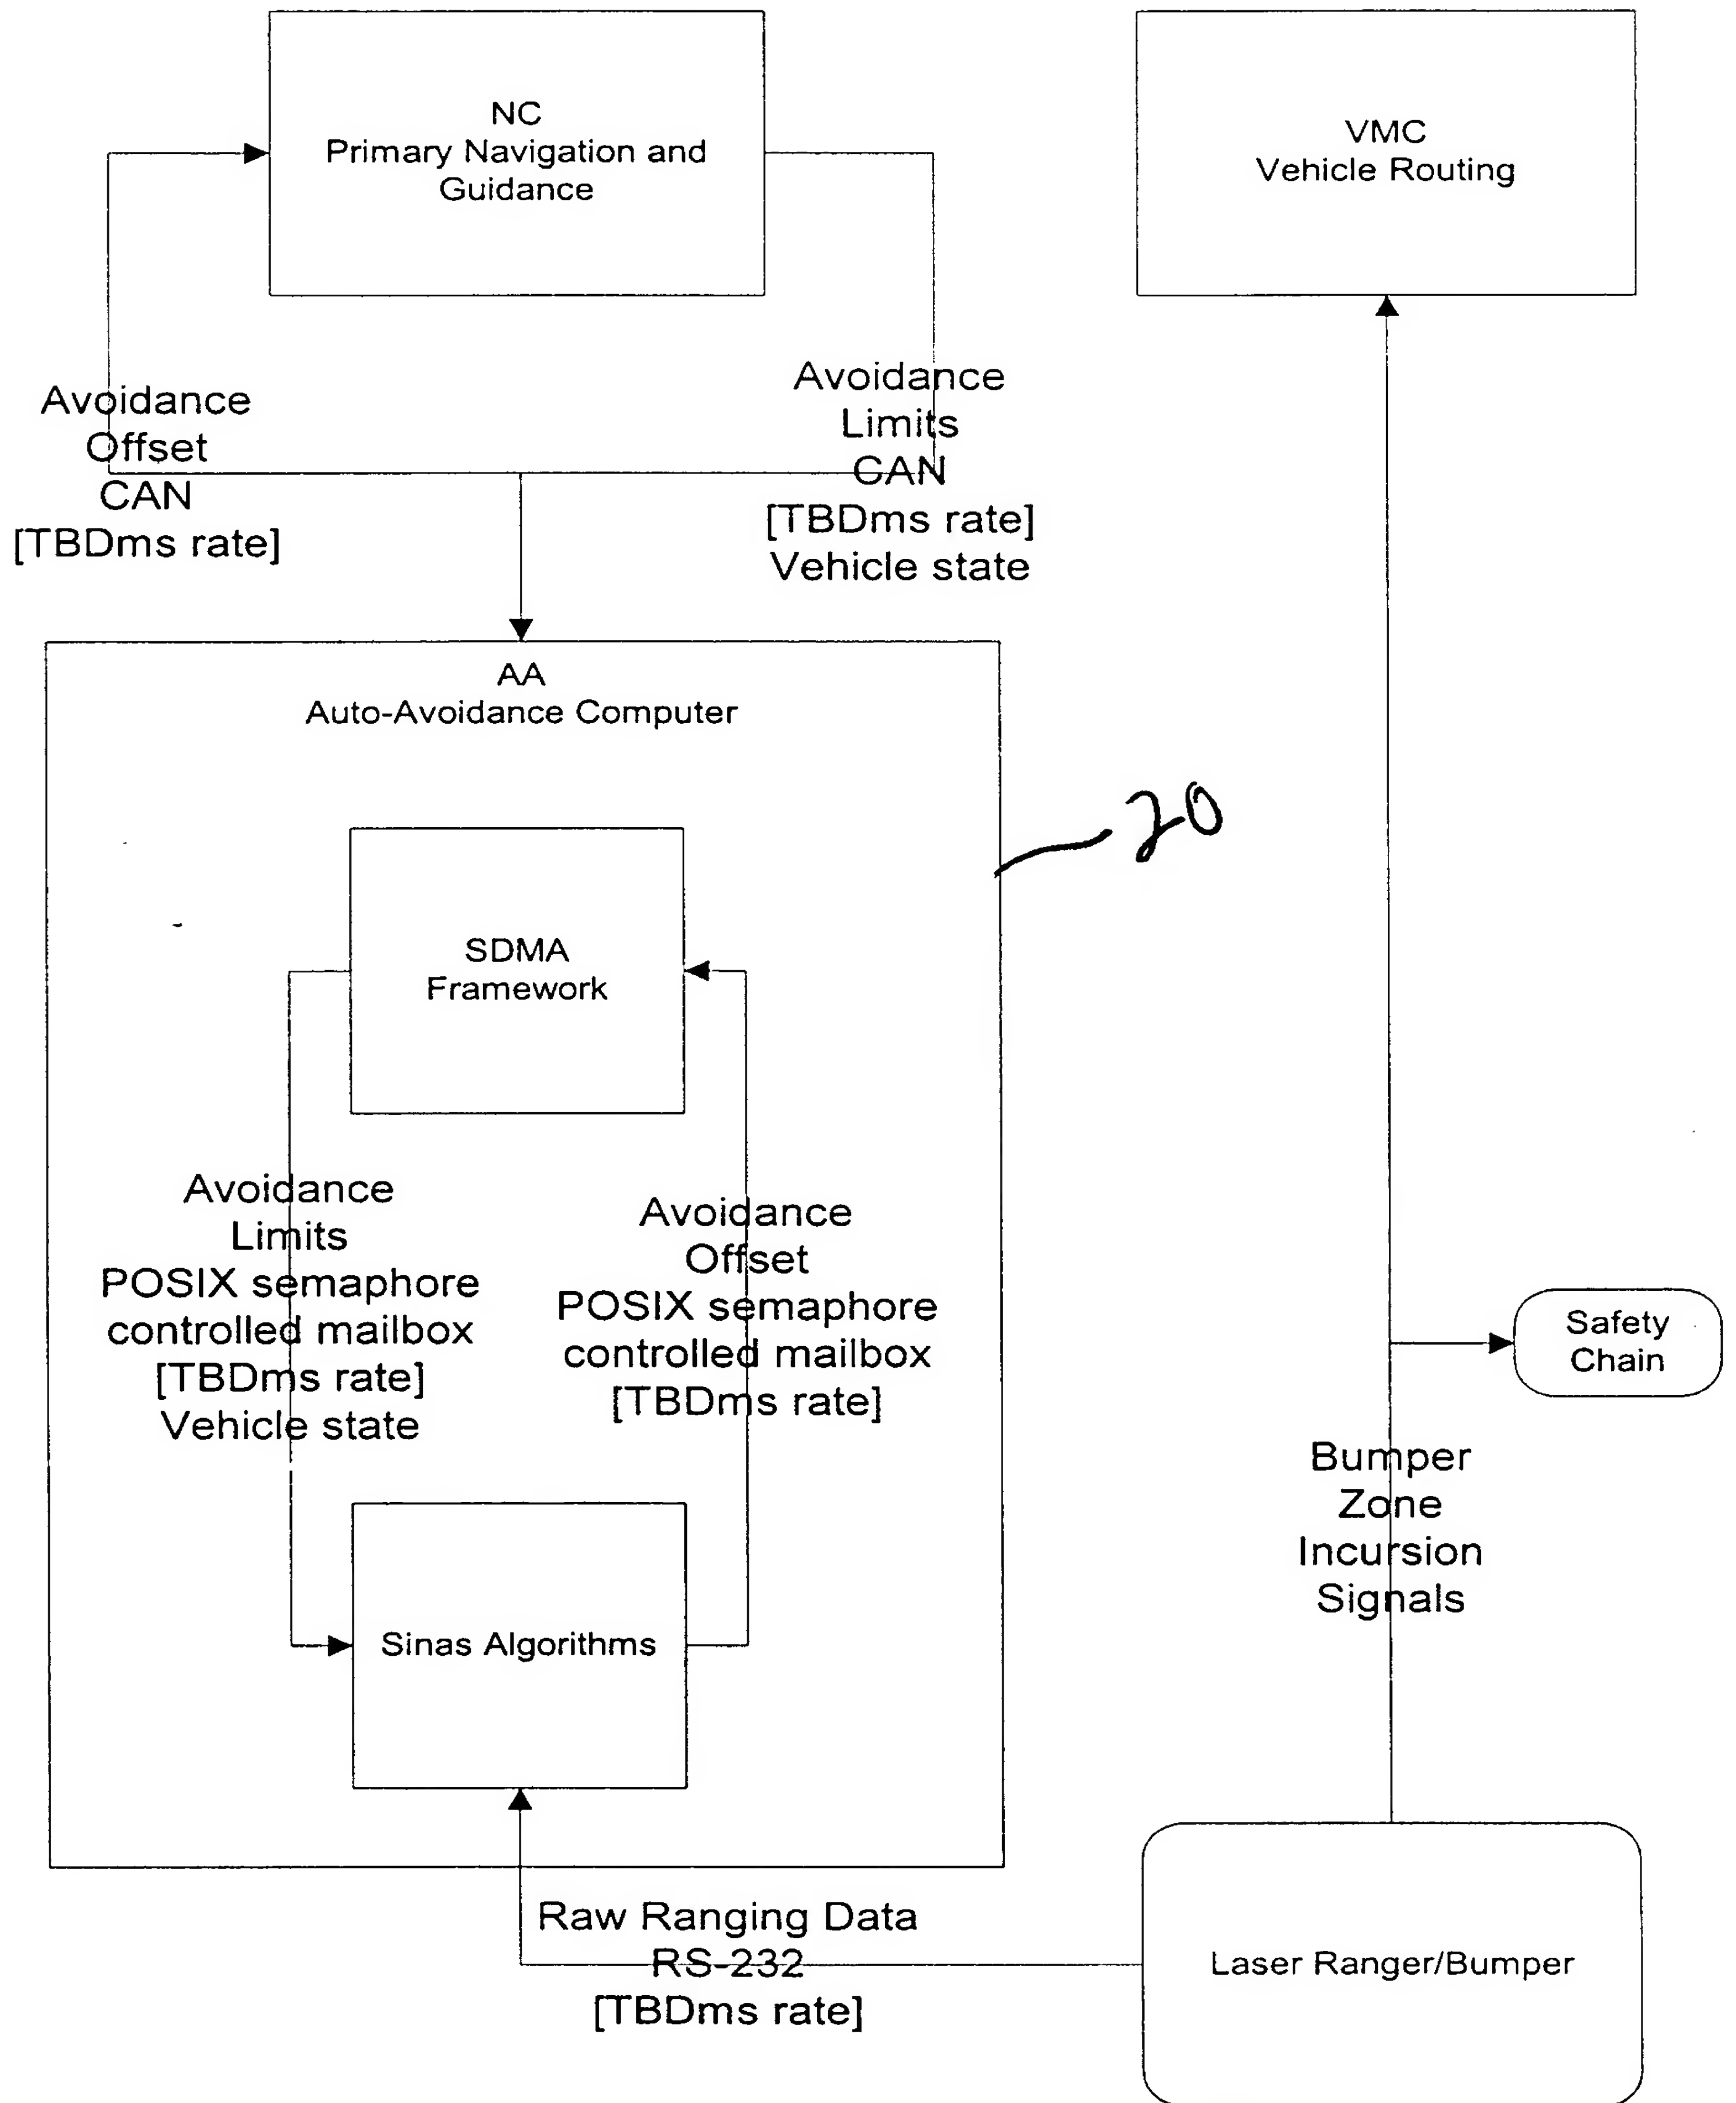 NC
Primary Navigation and
Guidance
VMC
Vehicle Routing
Avoidance
Offset
CAN
[TBDms rate]
Avoidance
Limits
CAN
[TBDms rate]
Vehicle state
AA
Auto-Avoidance Computer
20
SDMA
Framework
Avoidance
Limits
POSIX semaphore
controlled mailbox
[TBDms rate]
Vehicle state
Avoidance
Offset
POSIX semaphore
controlled mailbox
[TBDms rate]
Safety
Chain
Bumper
Zone
Incursion
Signals
Sinas Algorithms
Raw Ranging Data
RS-232
[TBDms rate]
Laser Ranger/Bumper